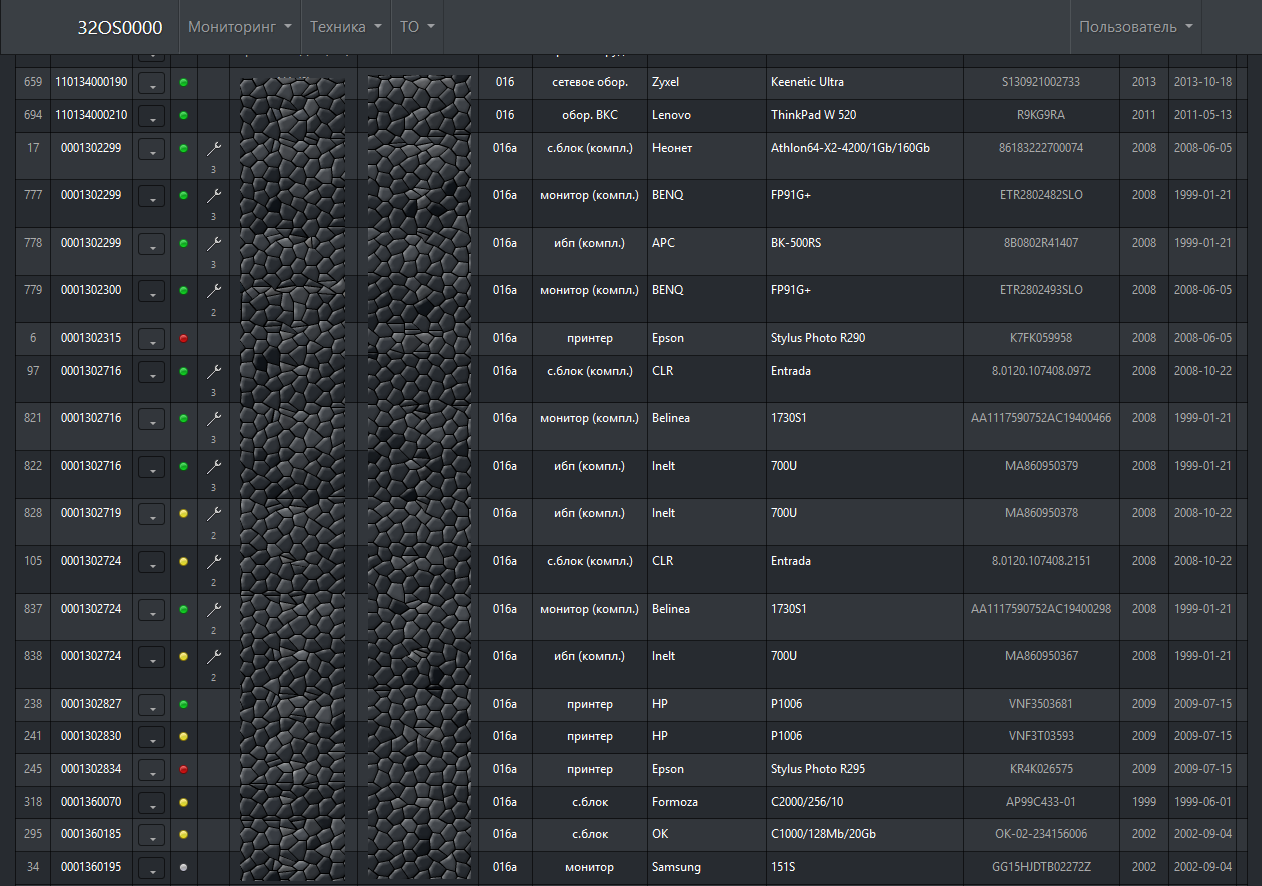 32OS0000 Мониторинг Техника ТО Пользователь
659 110134000190 016 сетевое обор. Zyxel Keenetic Ultra S130921002733 2013 2013-10-18
694 110134000210 016 обор. ВКС Lenovo ThinkPad W 520 R9KG9RA 2011 2011-05-13
17 0001302299 016а с.блок (компл.) Неонет Athlon64-X2-4200/1Gb/160Gb 86183222700074 2008 2008-06-05
3
777 0001302299 016а монитор (компл.) BENQ FP91G+ ETR2802482SLO 2008 1999-01-21
3
778 0001302299 016а ибп (компл.) APC BK-500RS 8B0802R41407 2008 1999-01-21
3
779 0001302300 016а монитор (компл.) BENQ FP91G+ ETR2802493SLO 2008 2008-06-05
2
6 0001302315 016а принтер Epson Stylus Photo R290 K7FK059958 2008 2008-06-05
97 0001302716 016а с.блок (компл.) CLR Entrada 8.0120.107408.0972 2008 2008-10-22
3
821 0001302716 016а монитор (компл.) Belinea 1730S1 AA1117590752AC19400466 2008 1999-01-21
3
822 0001302716 016а ибп (компл.) Inelt 700U MA860950379 2008 1999-01-21
3
828 0001302719 016а ибп (компл.) Inelt 700U MA860950378 2008 2008-10-22
2
105 0001302724 016а с.блок (компл.) CLR Entrada 8.0120.107408.2151 2008 2008-10-22
2
837 0001302724 016а монитор (компл.) Belinea 1730S1 AA1117590752AC19400298 2008 1999-01-21
2
838 0001302724 016а ибп (компл.) Inelt 700U MA860950367 2008 1999-01-21
2
238 0001302827 016а принтер HP P1006 VNF3503681 2009 2009-07-15
241 0001302830 016а принтер HP P1006 VNF3T03593 2009 2009-07-15
245 0001302834 016а принтер Epson Stylus Photo R295 KR4K026575 2009 2009-07-15
318 0001360070 016а с.блок Formoza C2000/256/10 AP99C433-01 1999 1999-06-01
295 0001360185 016а с.блок OK C1000/128Mb/20Gb OK-02-234156006 2002 2002-09-04
34 0001360195 016а монитор Samsung 151S GG15HJDTB02272Z 2002 2002-09-04